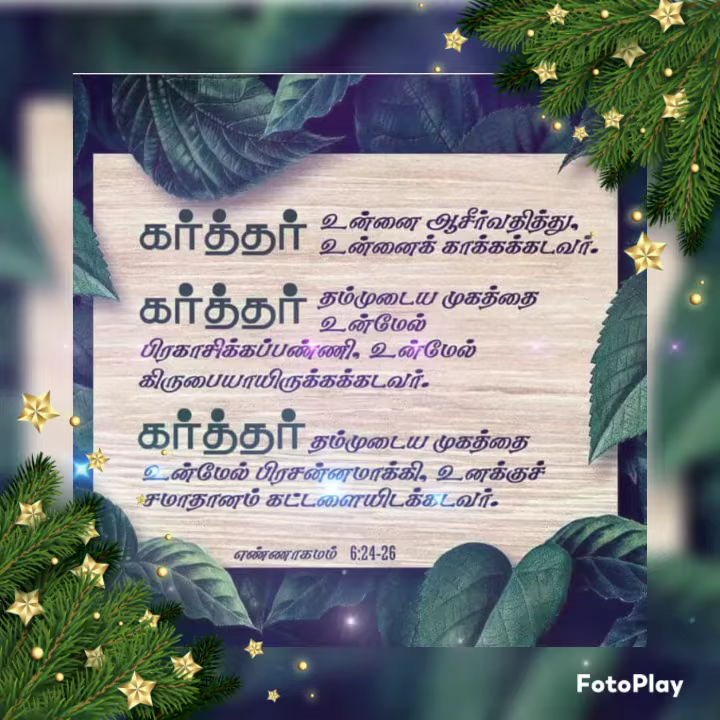 கர்த்தர் உன்னை ஆசீர்வதித்து,
உன்னைக் காக்கக்கடவர்.
கர்த்தர் தம்முடைய முகத்தை
உன்மேல்
பிரகாசிக்கப்பண்ணி, உன்மேல்
கிருபையாயிருக்கக்கடவர்.
கர்த்தர் தம்முடைய முகத்தை
உன்மேல் பிரசன்னமாக்கி, உனக்குச்
சமாதானம் கட்டளையிடக்கடவர்.
எண்ணாகமம் 6:24-26
FotoPlay